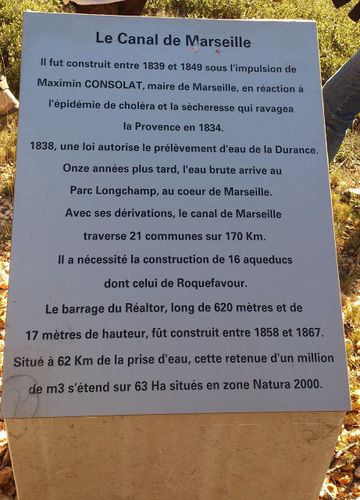 Le Canal de Marseille
Il fut construit entre 1839 et 1849 sous l'impulsion de
Maximin CONSOLAT, maire de Marseille, en réaction à
l'épidémie de choléra et la sècheresse qui ravagea
la Provence en 1834.
1838, une loi autorise le prélèvement d'eau de la Durance.
Onze années plus tard, l'eau brute arrive au
Parc Longchamp, au coeur de Marseille.
Avec ses dérivations, le canal de Marseille
traverse 21 communes sur 170 Km.
Il a nécessité la construction de 16 aqueducs
dont celui de Roquefavour.
Le barrage du Réaltor, long de 620 mètres et de
17 mètres de hauteur, fût construit entre 1858 et 1867.
Situé à 62 Km de la prise d'eau, cette retenue d'un million
de m3 s'étend sur 63 Ha situés en zone Natura 2000.